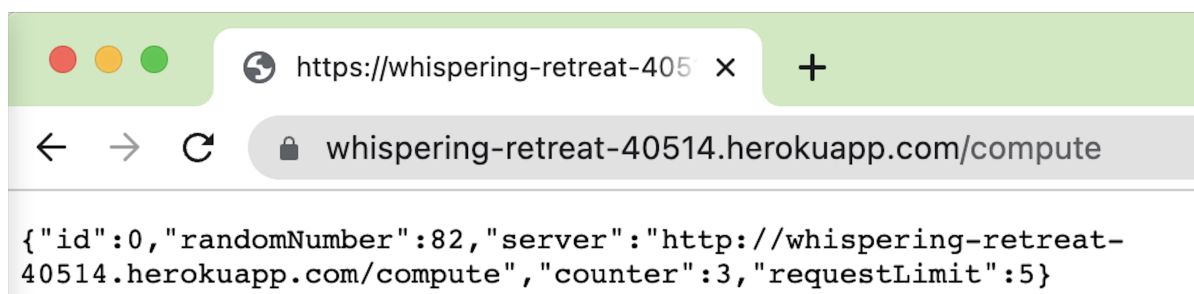 https://whispering-retreat-405
whispering-retreat-40514.herokuapp.com/compute
{"id":0,"randomNumber":82,"server":"http://whispering-retreat-
40514.herokuapp.com/compute","counter":3,"requestLimit":5}